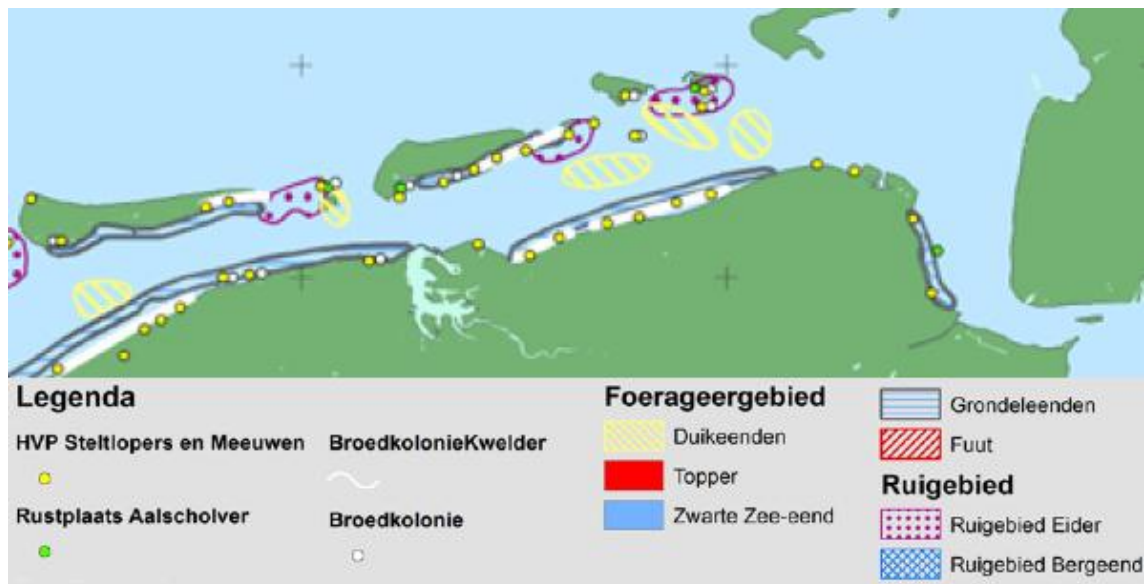 Legenda
HVP Steltlopers en Meeuwen
Rustplaats Aalscholver
BroedkolonieKwelder
Broedkolonie
Foerageergebied
Duikeenden
Topper
Zwarte Zee-eend
Grondeleenden
Fuut
Ruigebied
Ruigebied Eider
Ruigebied Bergeend